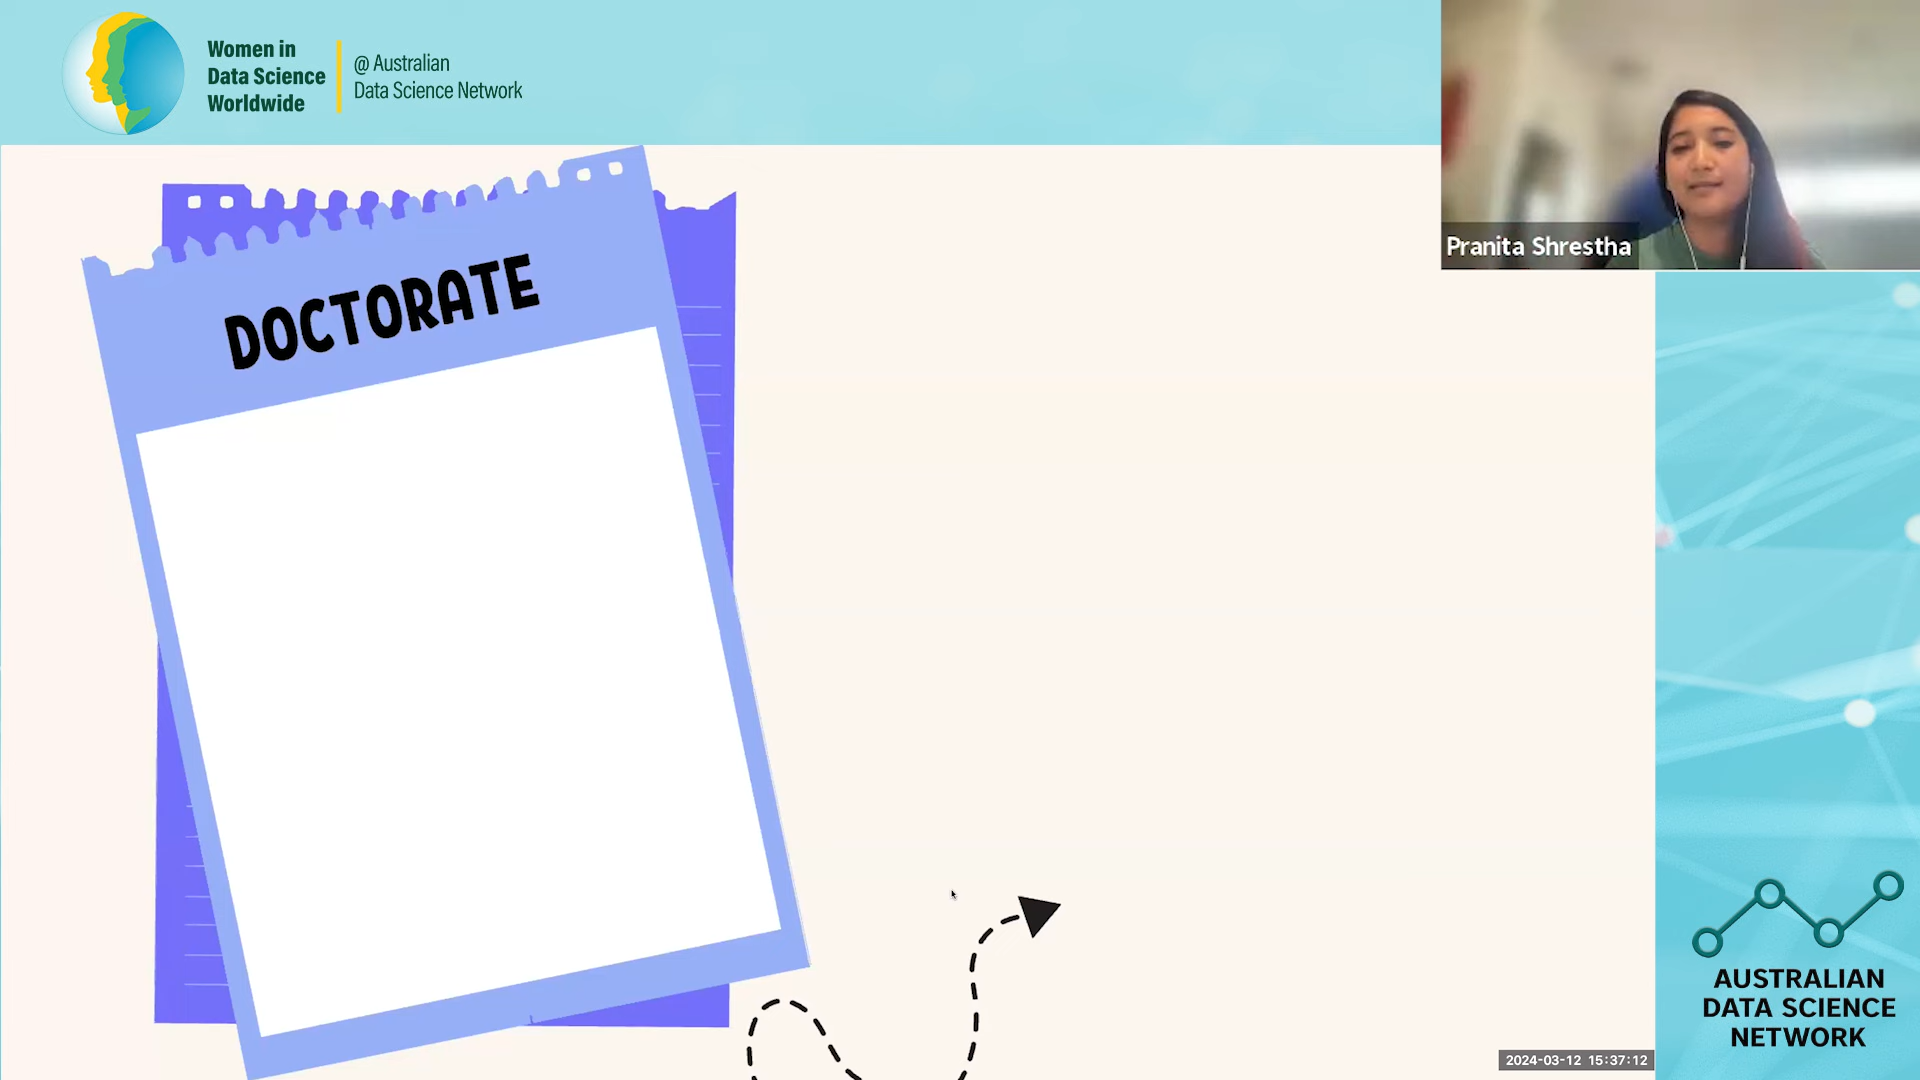 Women in
Data Science
Worldwide
@ Australian
Data Science Network
Pranita Shrestha
DOCTORATE
AUSTRALIAN
DATA SCIENCE
NETWORK
2024-03-12 15:37:12